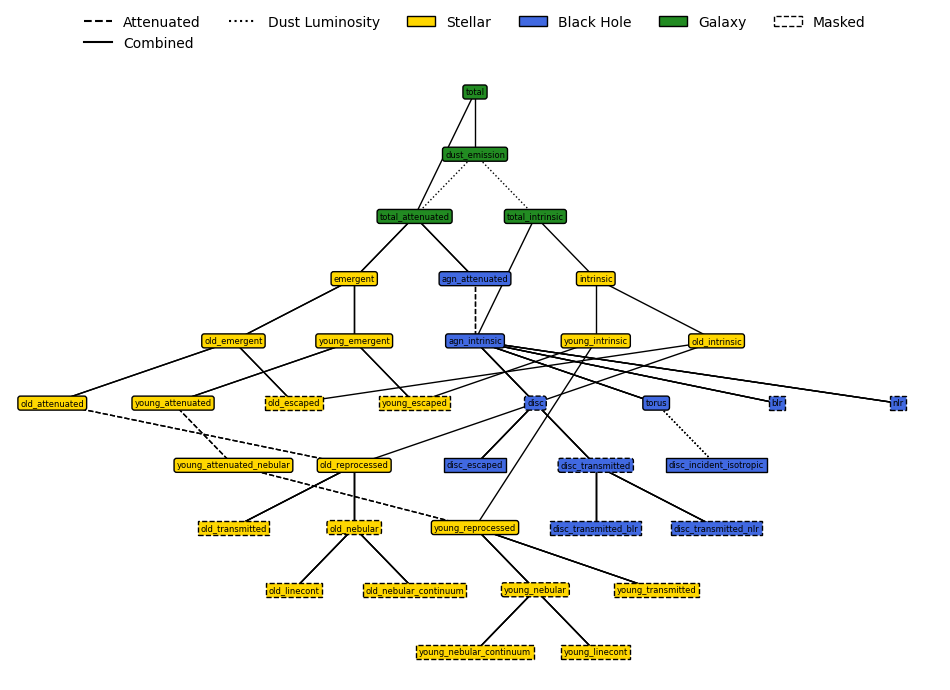 Attenuated Dust Luminosity Stellar Black Hole Galaxy Masked
Combined
total
dust_emission
total_attenuated total_intrinsic
emergent agn_attenuated intrinsic
old_emergent young_emergent agn_intrinsic young_intrinsic old_intrinsic
old_attenuated young_attenuated old_escaped young_escaped disc torus blr nlr
young_attenuated_nebular old_reprocessed disc_escaped disc_transmitted disc_incident_isotropic
old_transmitted old_nebular young_reprocessed disc_transmitted_blr disc_transmitted_nlr
old_linecont old_nebular_continuum young_nebular young_transmitted
young_nebular_continuum young_linecont